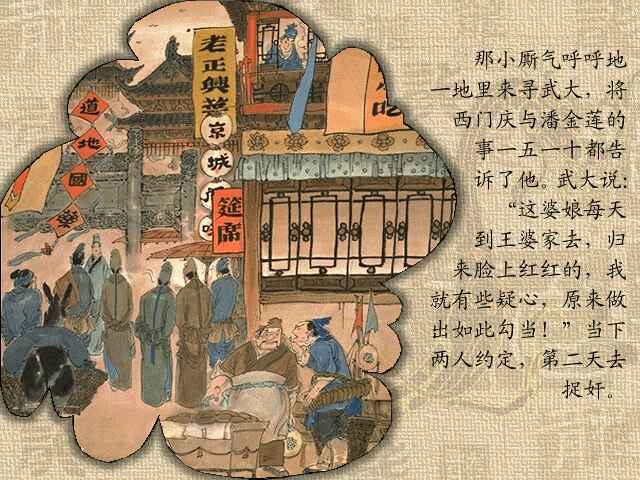 老正興菜
京
城
道
地
國
藥
筵席
吃
那小厮气呼呼地
一地里来寻武大，将
西门庆与潘金莲的
事一五一十都告
诉了他。武大说：
“这婆娘每天
到王婆家去，归
来脸上红红的，我
就有些疑心，原来做
出如此勾当！”当下
两人约定，第二天去
捉奸。